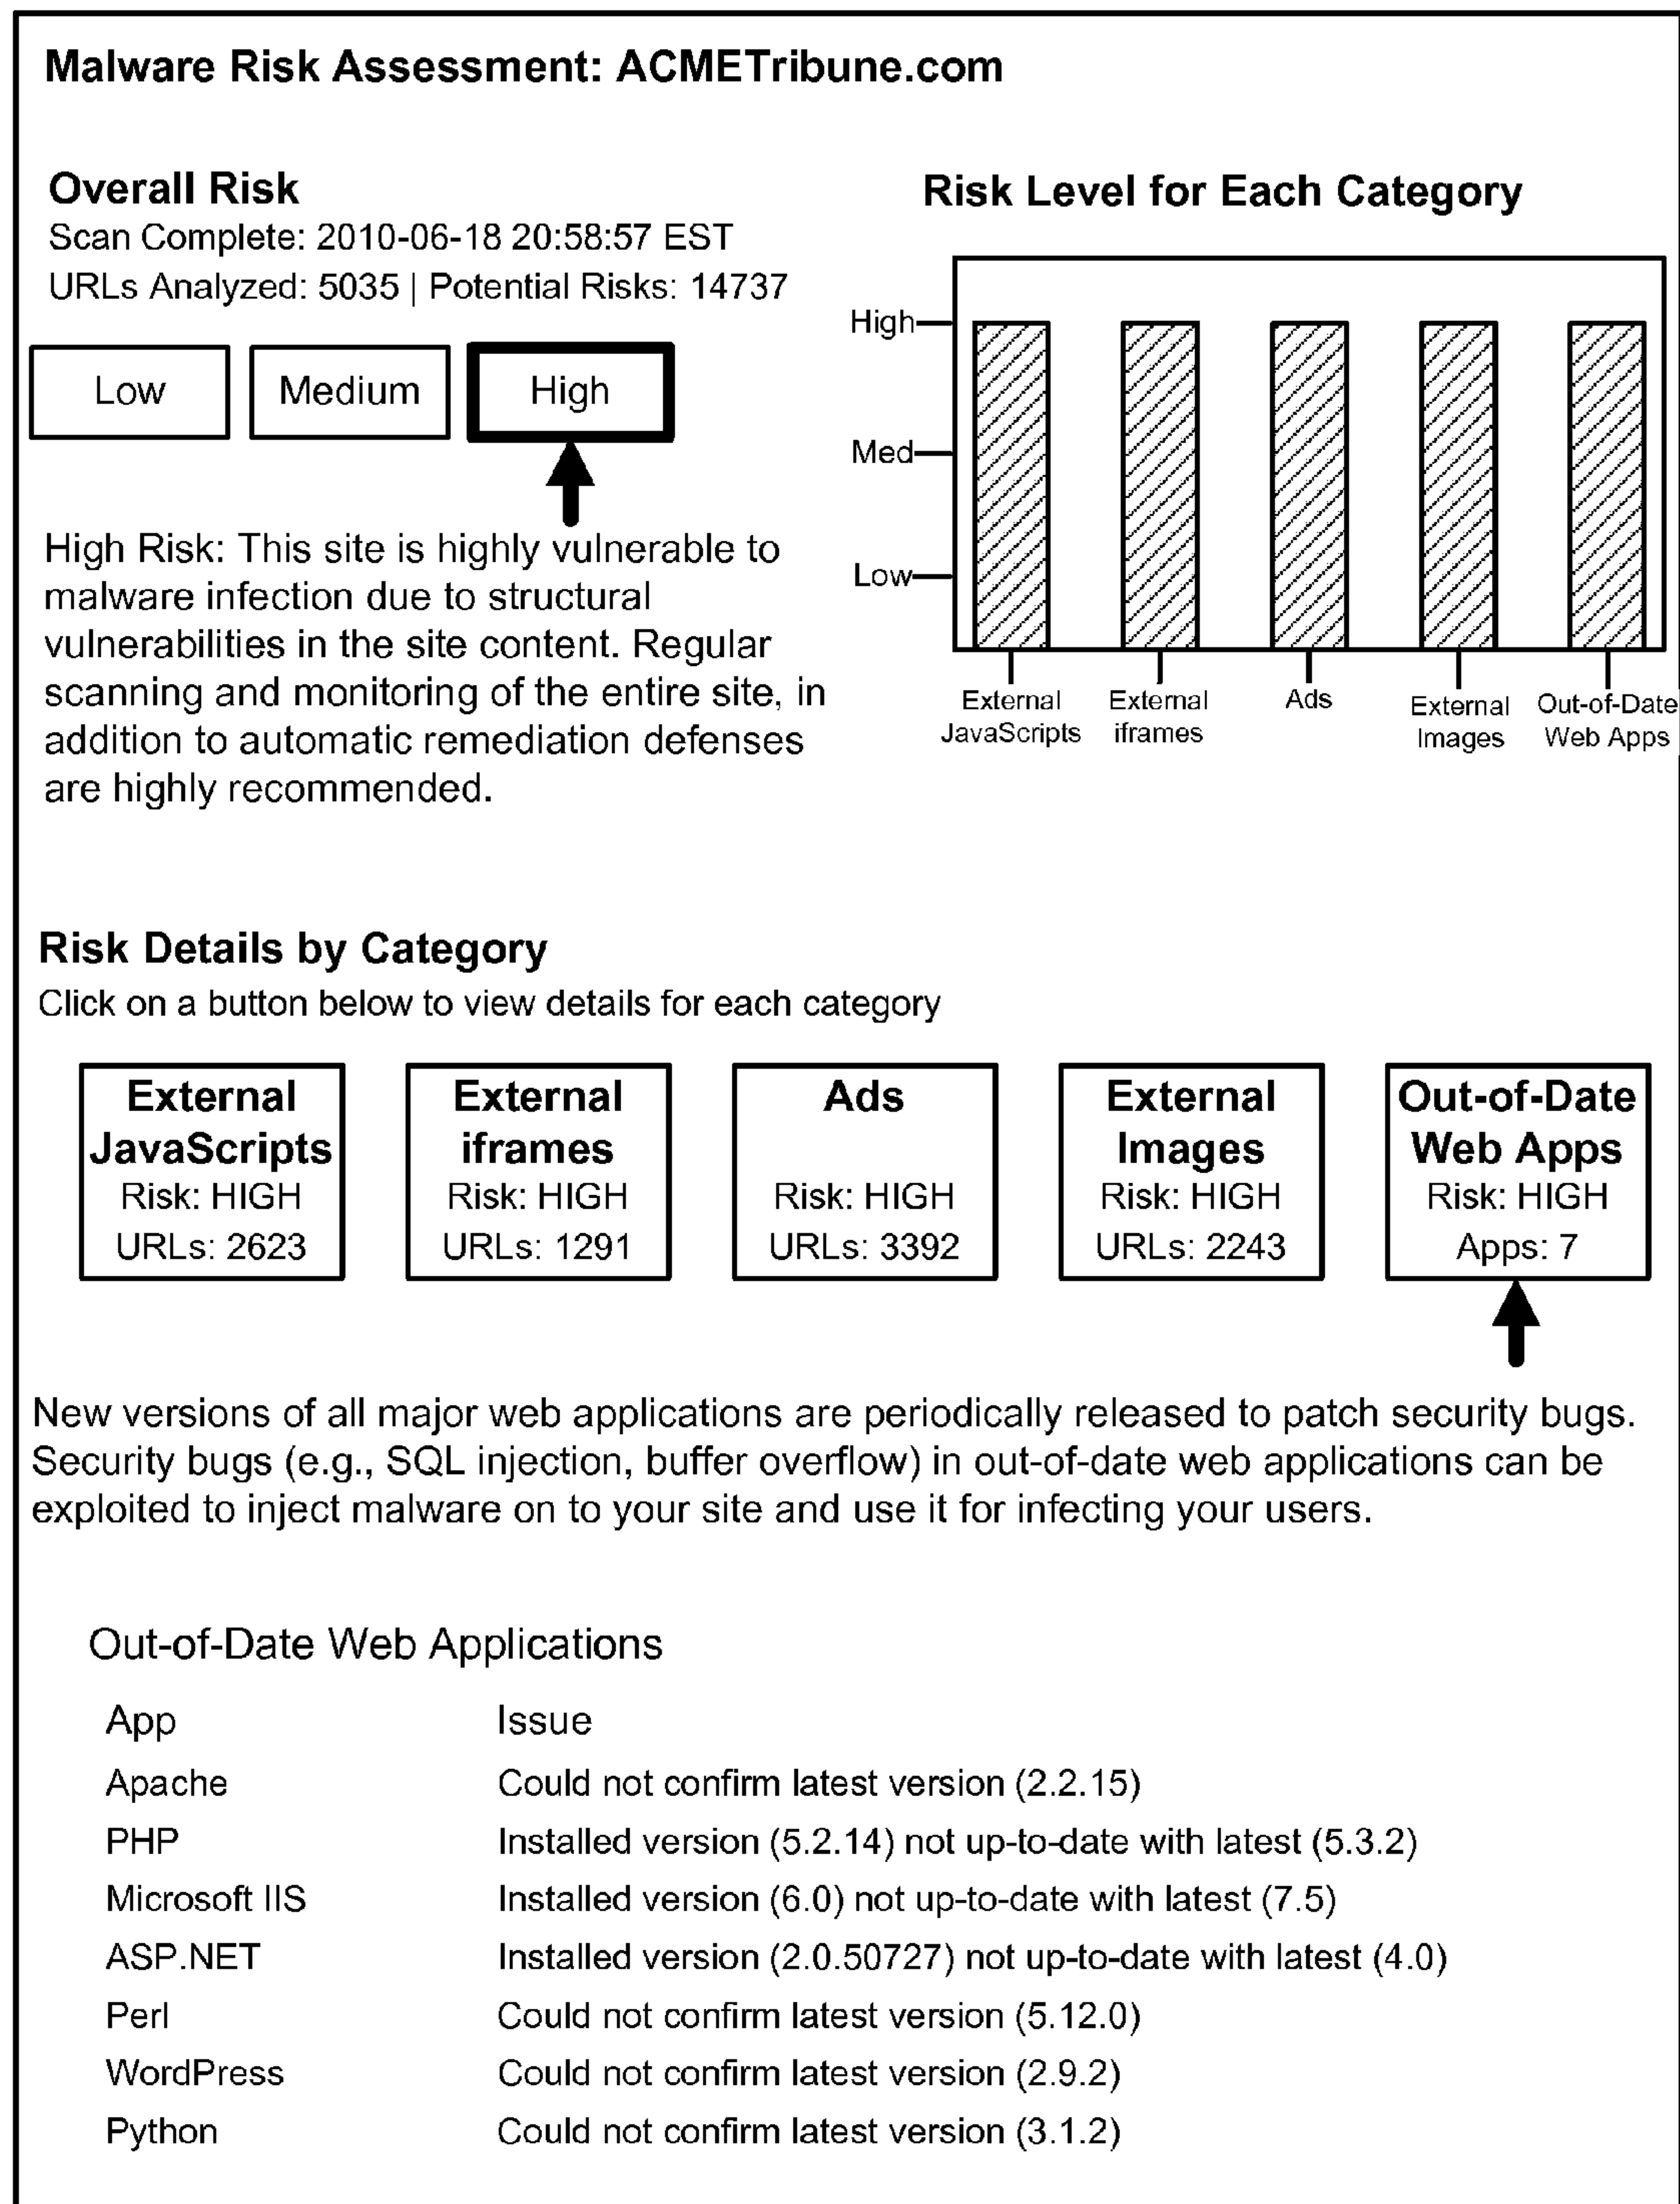 Malware Risk Assessment: ACMETribune.com
Overall Risk
Scan Complete: 2010-06-18 20:58:57 EST
URLs Analyzed: 5035 | Potential Risks: 14737
Low
Medium
High
High Risk: This site is highly vulnerable to
malware infection due to structural
vulnerabilities in the site content. Regular
scanning and monitoring of the entire site, in
addition to automatic remediation defenses
are highly recommended.
Risk Level for Each Category
High
Med
Low
External
JavaScripts
External
iframes
Ads
External
Images
Out-of-Date
Web Apps
Risk Details by Category
Click on a button below to view details for each category
External
JavaScripts
Risk: HIGH
URLs: 2623
External
iframes
Risk: HIGH
URLs: 1291
Ads
Risk: HIGH
URLs: 3392
External
Images
Risk: HIGH
URLs: 2243
Out-of-Date
Web Apps
Risk: HIGH
Apps: 7
New versions of all major web applications are periodically released to patch security bugs.
Security bugs (e.g., SQL injection, buffer overflow) in out-of-date web applications can be
exploited to inject malware on to your site and use it for infecting your users.
Out-of-Date Web Applications
App Issue
Apache Could not confirm latest version (2.2.15)
PHP Installed version (5.2.14) not up-to-date with latest (5.3.2)
Microsoft IIS Installed version (6.0) not up-to-date with latest (7.5)
ASP.NET Installed version (2.0.50727) not up-to-date with latest (4.0)
Perl Could not confirm latest version (5.12.0)
WordPress Could not confirm latest version (2.9.2)
Python Could not confirm latest version (3.1.2)